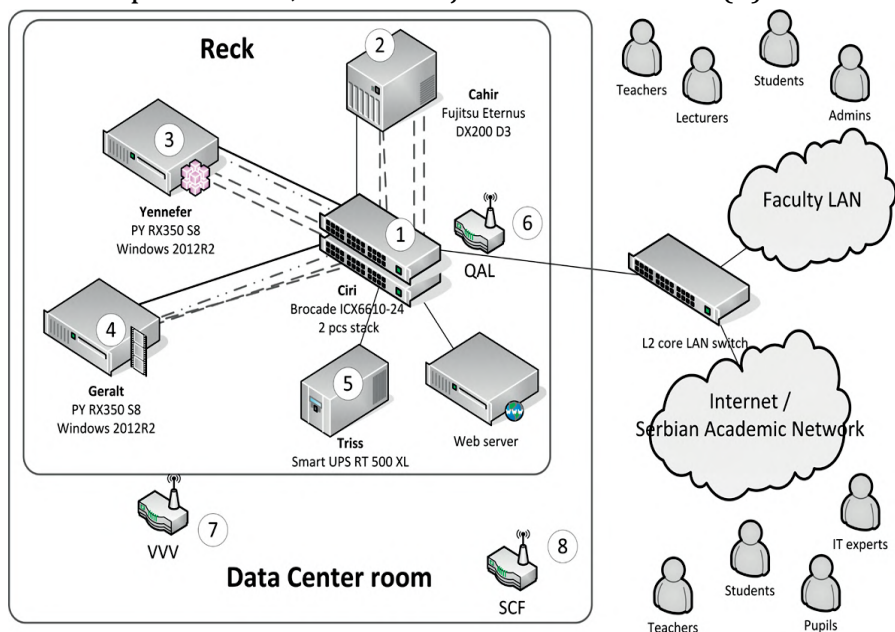 Reck
2
Cahir
Fujitsu Eternus
DX200 D3
3
Yennefer
PY RX350 S8
Windows 2012R2
1
Ciri
Brocade ICX6610-24
2 pcs stack
6
QAL
4
Geralt
PY RX350 S8
Windows 2012R2
5
Triss
Smart UPS RT 500 XL
Web server
7
VVV
8
SCF
Data Center room
Teachers
Lecturers
Students
Admins
Faculty LAN
L2 core LAN switch
Internet /
Serbian Academic Network
IT experts
Students
Teachers
Pupils